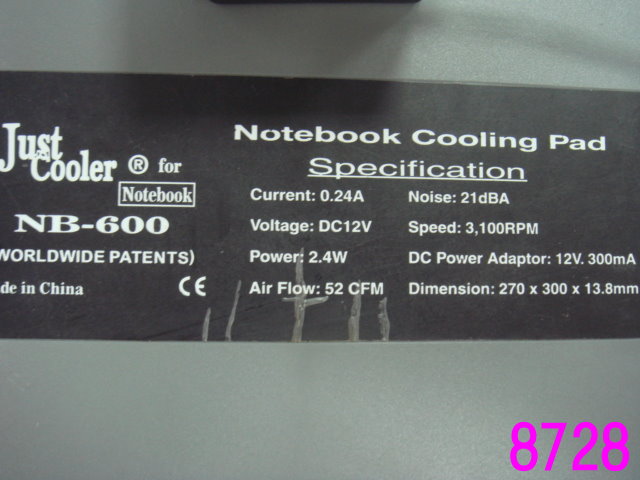 Just
Cooler ® for
Notebook
NB-600
WORLDWIDE PATENTS)
de in China CE
Notebook Cooling Pad
Specification
Current: 0.24A
Voltage: DC12V
Power: 2.4W
Air Flow: 52 CFM
Noise: 21dBA
Speed: 3,100RPM
DC Power Adaptor: 12V. 300mA
Dimension: 270 x 300 x 13.8mm
8728